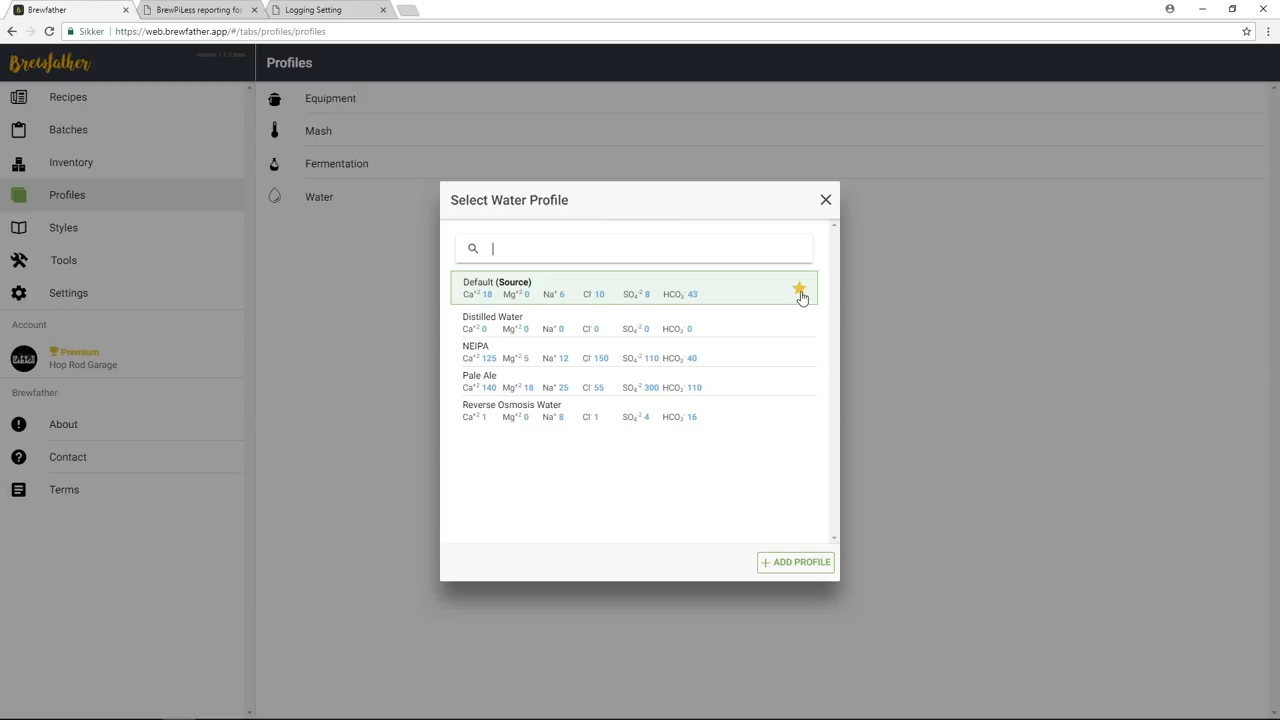 Brewfather
BrewPiLess reporting for
Logging Setting
Sikker
https://web.brewfather.app/#/tabs/profiles/profiles
Brewfather
Profiles
Recipes
Batches
Inventory
Profiles
Styles
Tools
Settings
Account
Premium
Hop Rod Garage
Brewfather
About
Contact
Terms
Equipment
Mash
Fermentation
Water
Select Water Profile
Default (Source)
Ca⁺² 18 Mg⁺² 0 Na⁺ 6 Cl⁻ 10 SO₄⁻² 8 HCO₃⁻ 43
Distilled Water
Ca⁺² 0 Mg⁺² 0 Na⁺ 0 Cl⁻ 0 SO₄⁻² 0 HCO₃⁻ 0
NEIPA
Ca⁺² 125 Mg⁺² 5 Na⁺ 12 Cl⁻ 150 SO₄⁻² 110 HCO₃⁻ 40
Pale Ale
Ca⁺² 140 Mg⁺² 18 Na⁺ 25 Cl⁻ 55 SO₄⁻² 300 HCO₃⁻ 110
Reverse Osmosis Water
Ca⁺² 1 Mg⁺² 0 Na⁺ 8 Cl⁻ 1 SO₄⁻² 4 HCO₃⁻ 16
+ ADD PROFILE